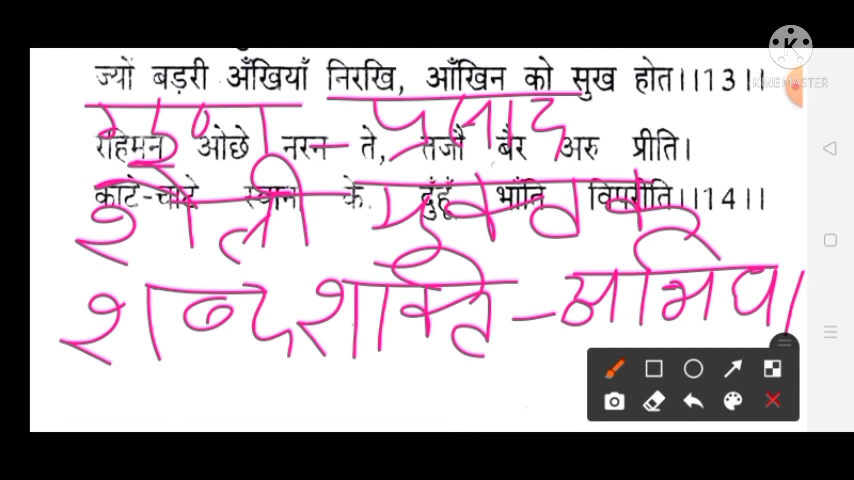 KINEMASTER
ज्यों बड़री अँखियाँ निरखि, आँखिन को सुख होत।।13।।
गुण - प्रसाद
रहिमन ओछे नरन ते, तजौ बैर अरु प्रीति।
काटे-चाटे स्वान के दुँहूँ भाँति विपरीति।।14।।
शैली मुक्तक
शब्दशक्ति - अभिधा